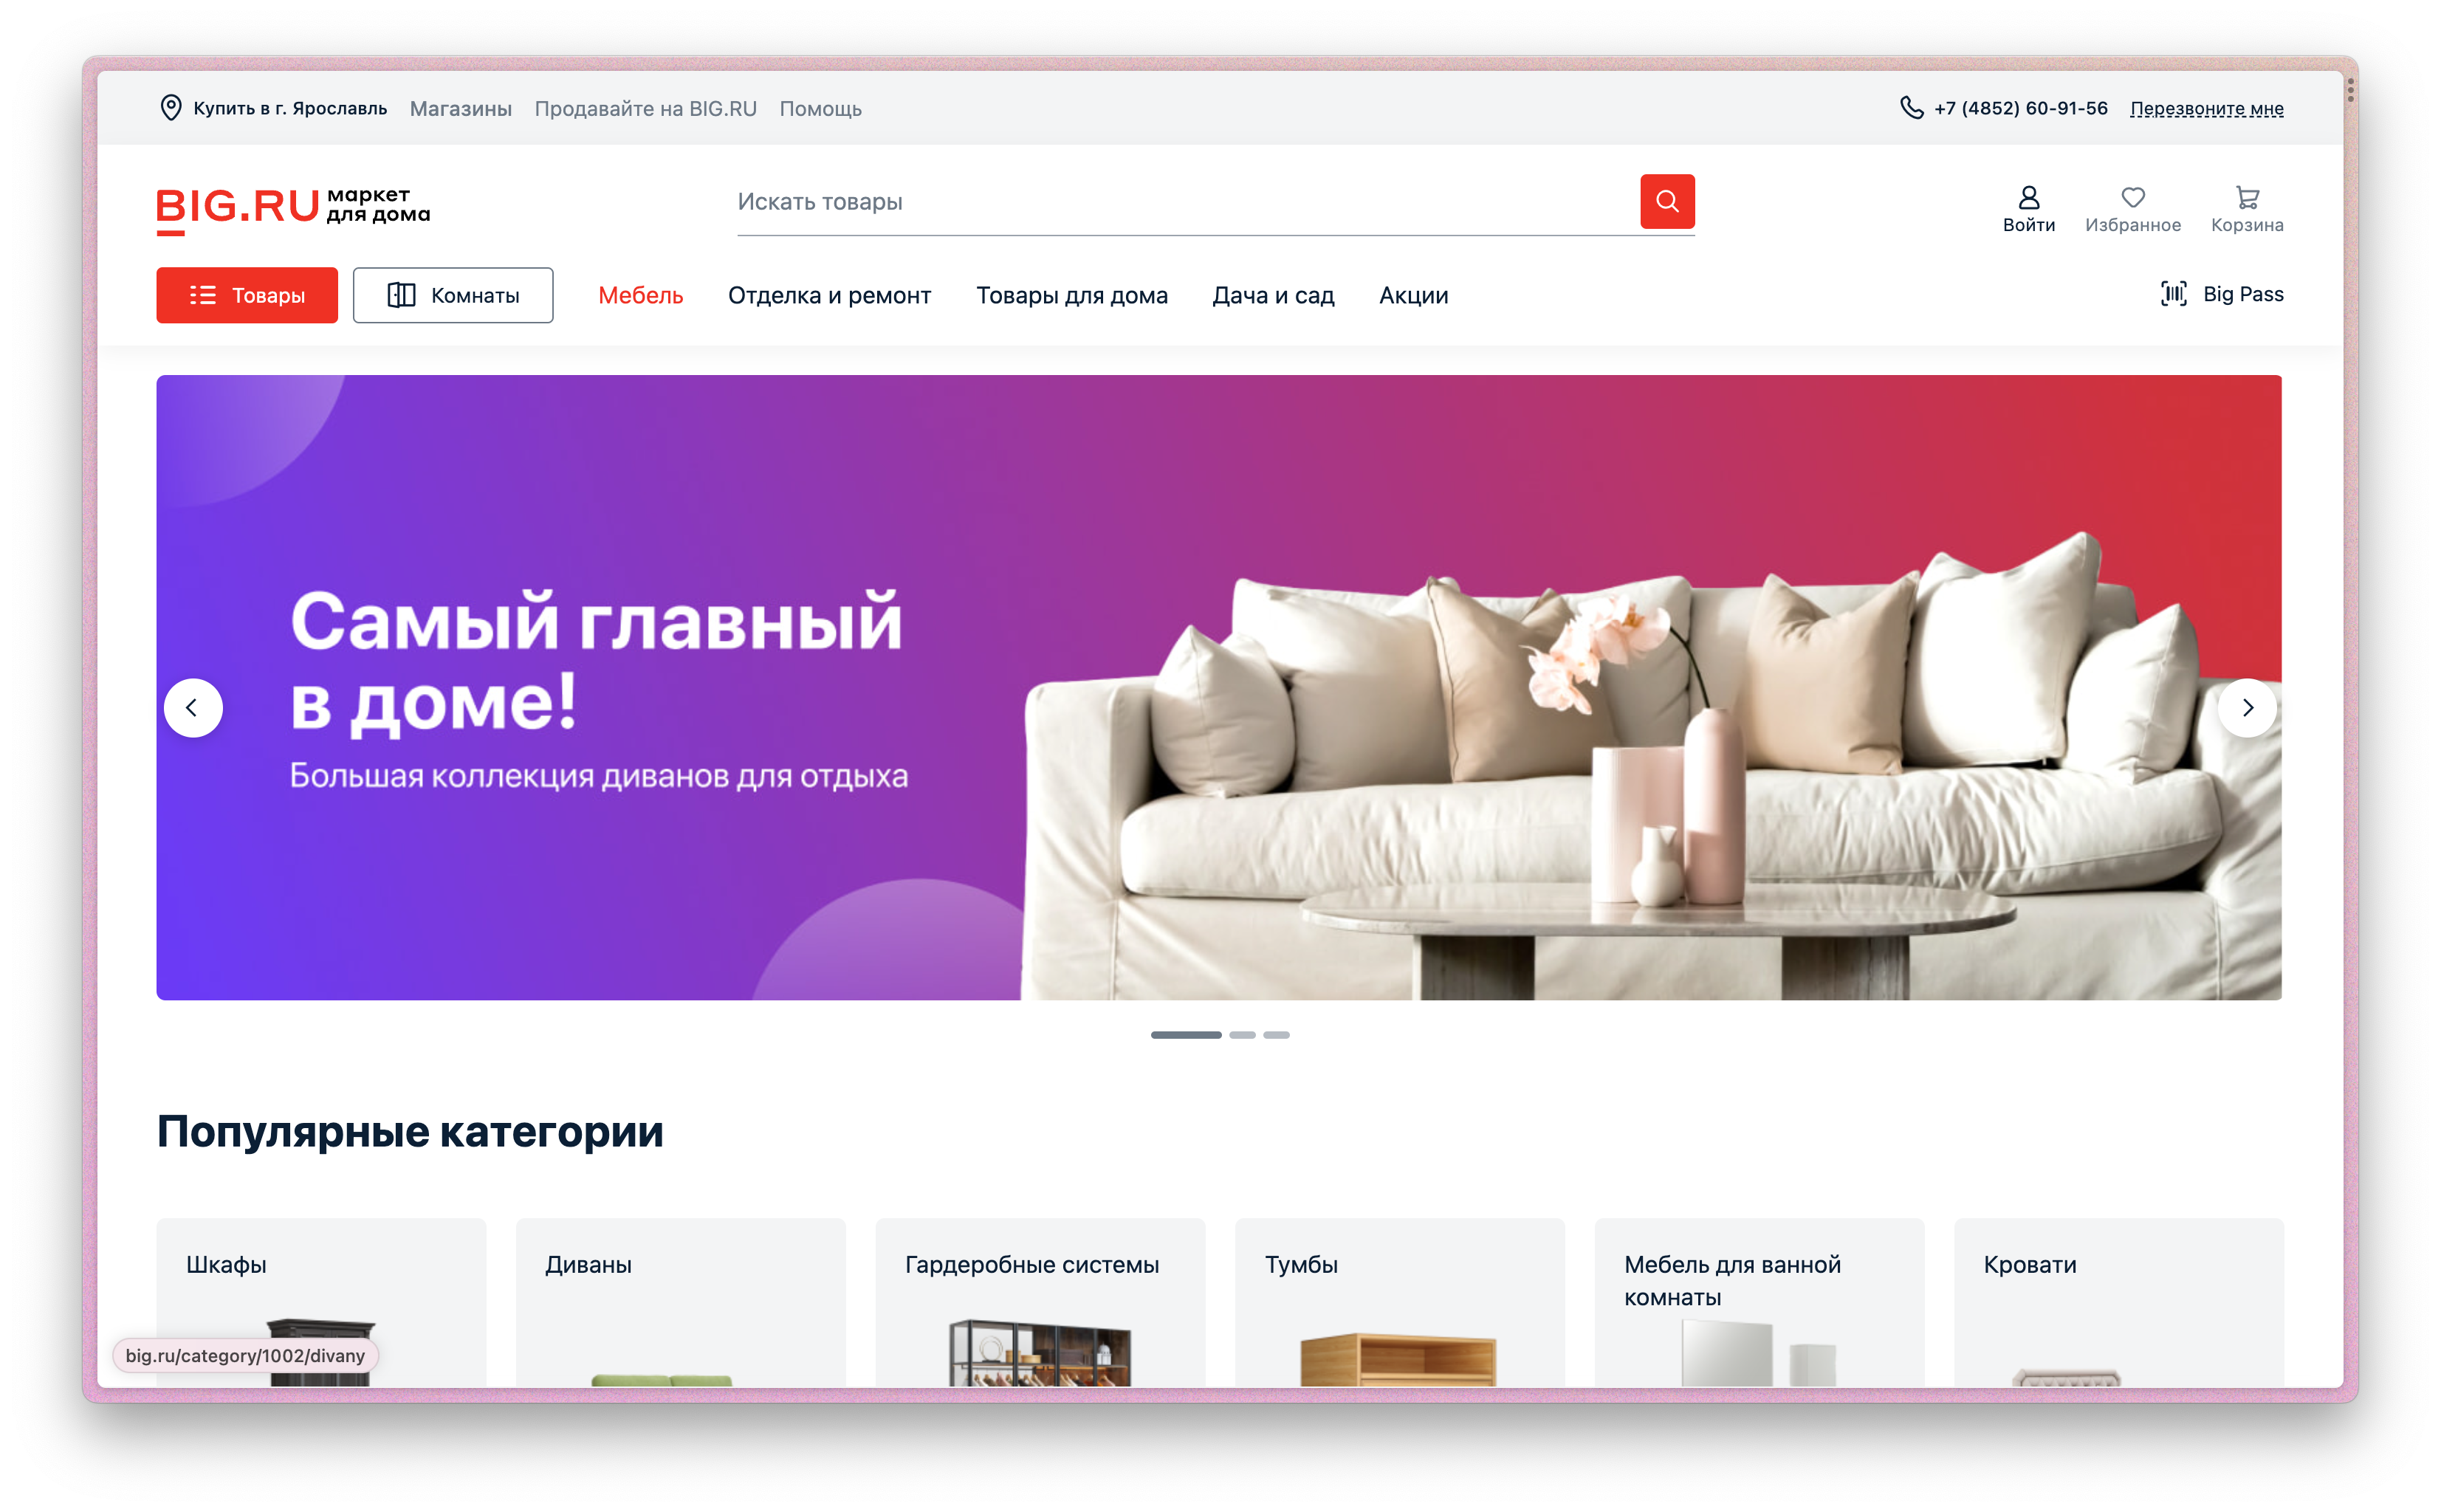 Купить в г. Ярославль Магазины Продавайте на BIG.RU Помощь +7 (4852) 60-91-56 Перезвоните мне
BIG.RU маркет для дома
Искать товары
Войти Избранное Корзина
Товары Комнаты Мебель Отделка и ремонт Товары для дома Дача и сад Акции Big Pass
Самый главный
в доме!
Большая коллекция диванов для отдыха
Популярные категории
Шкафы Диваны Гардеробные системы Тумбы Мебель для ванной комнаты Кровати
big.ru/category/1002/divany